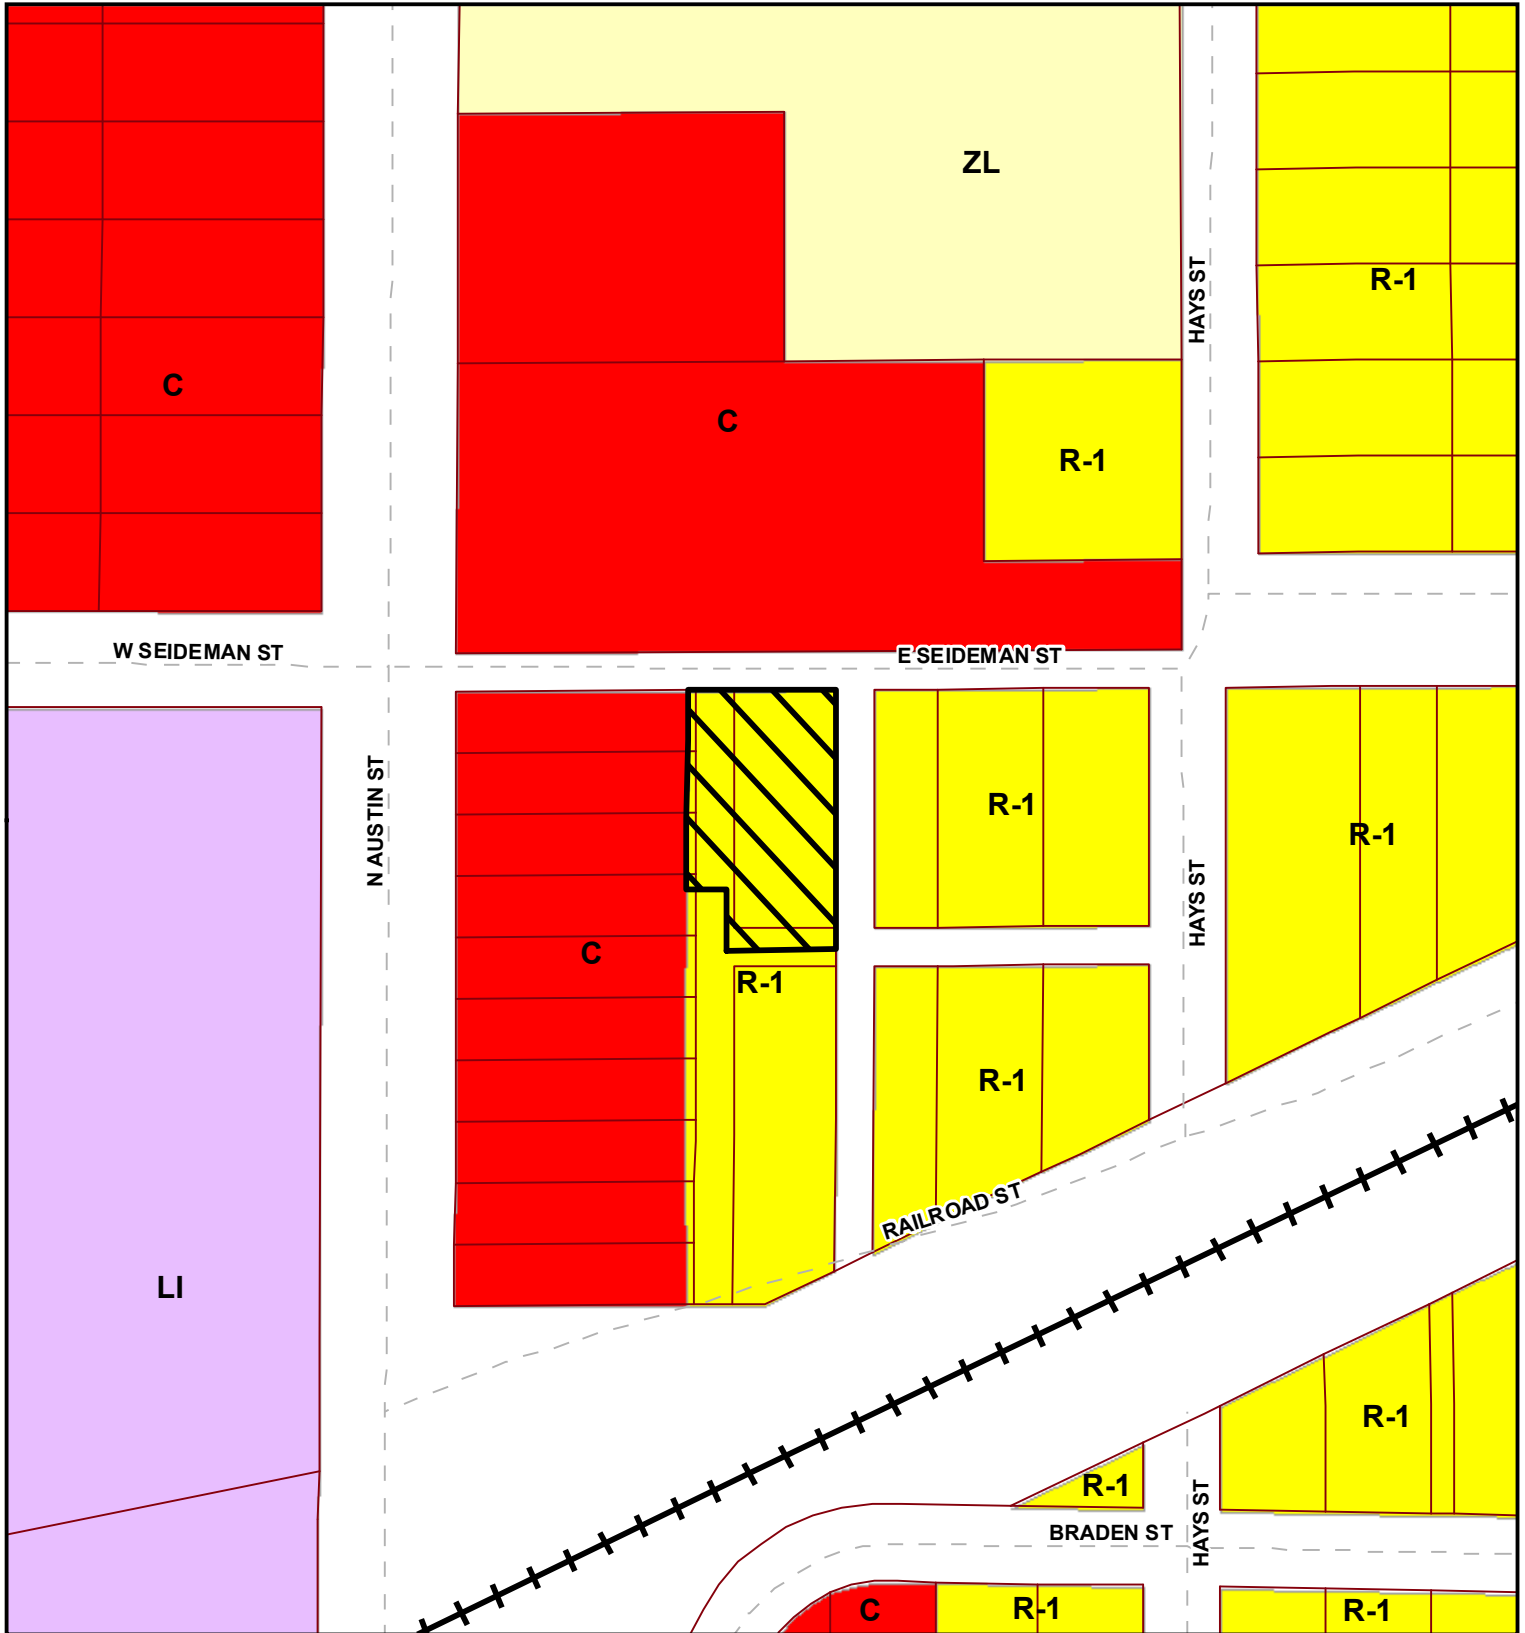 ZL
HAYS ST
R-1
C
C
R-1
W SEIDEMAN ST
E SEIDEMAN ST
N AUSTIN ST
R-1
R-1
HAYS ST
C
R-1
R-1
RAILROAD ST
LI
R-1
R-1
HAYS ST
BRADEN ST
C
R-1
R-1